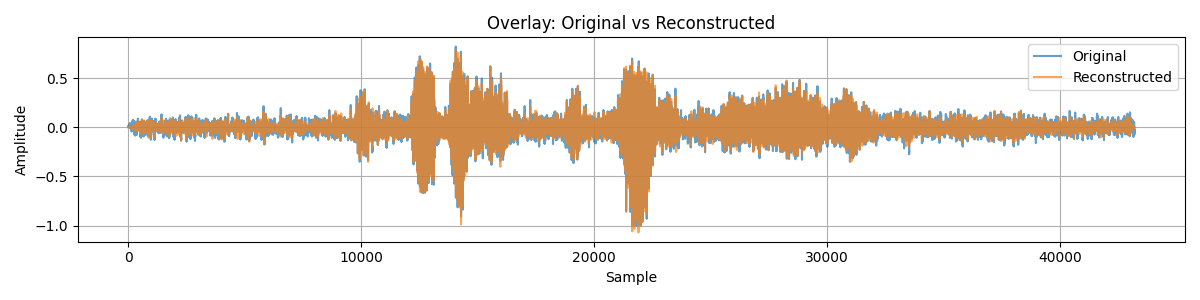 Overlay: Original vs Reconstructed
Original
Reconstructed
Amplitude
0.5
0.0
−0.5
−1.0
0
10000
20000
30000
40000
Sample